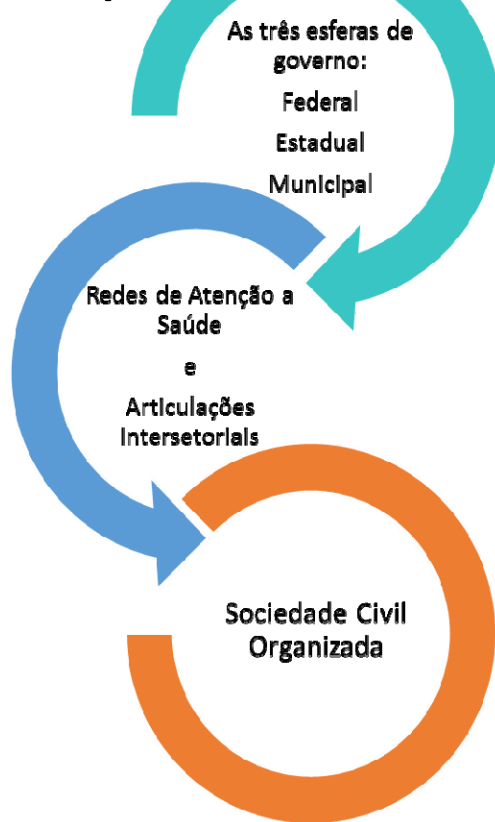 As três esferas de
governo:
Federal
Estadual
Municipal
Redes de Atenção a
Saúde
e
Articulações
Intersetoriais
Sociedade Civil
Organizada